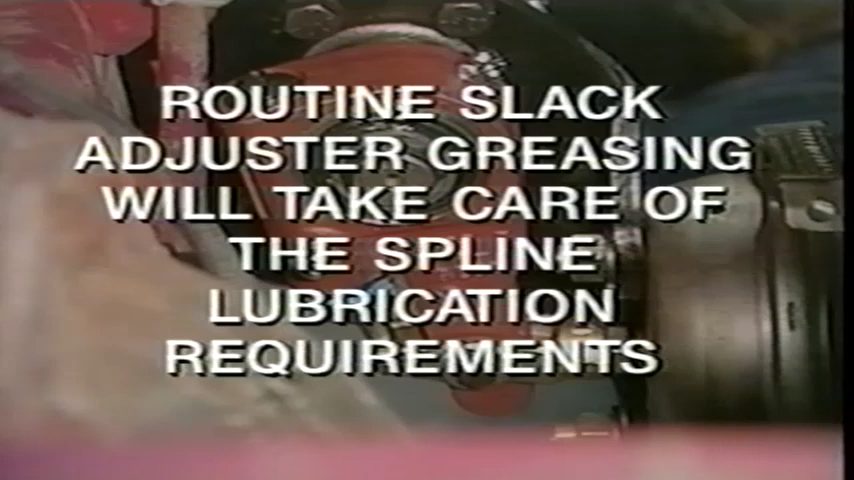 ROUTINE SLACK
ADJUSTER GREASING
WILL TAKE CARE OF
THE SPLINE
LUBRICATION
REQUIREMENTS